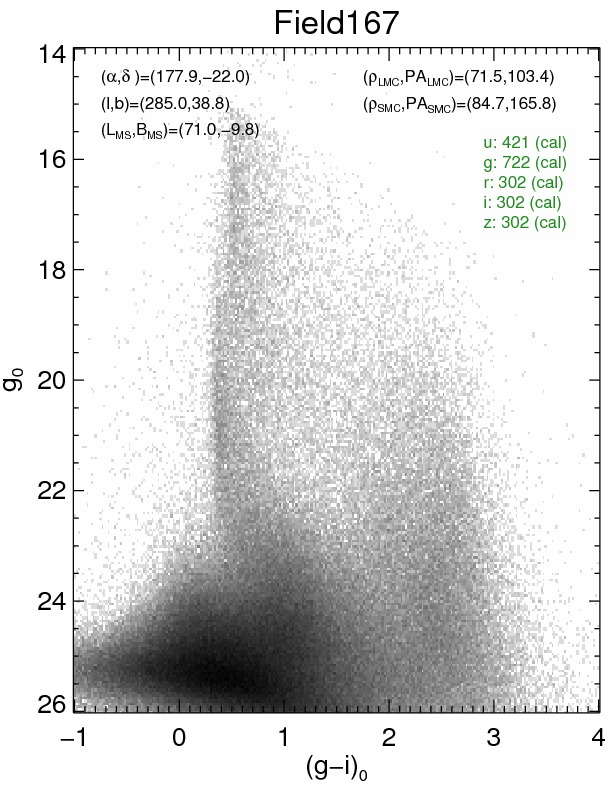 Field167
(α,δ )=(177.9,−22.0)
(ρLMC,PALMC)=(71.5,103.4)
(l,b)=(285.0,38.8)
(ρSMC,PASMC)=(84.7,165.8)
(LMS,BMS)=(71.0,−9.8)
u: 421 (cal)
g: 722 (cal)
r: 302 (cal)
i: 302 (cal)
z: 302 (cal)
14
16
18
20
22
24
26
g0
−1 0 1 2 3 4
(g−i)0